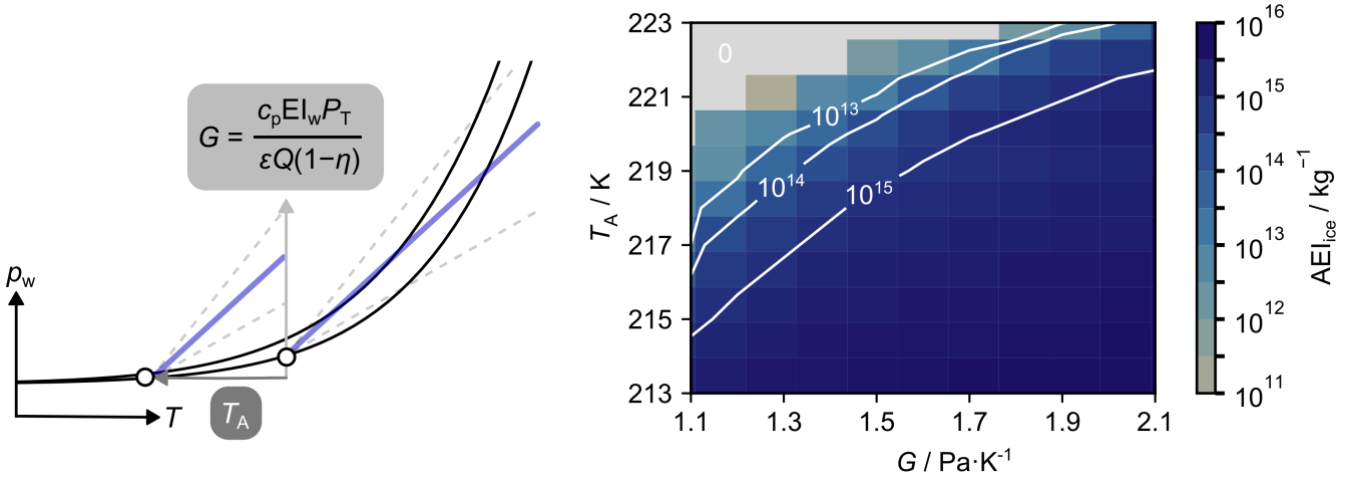 G = c_p EI_w P_T / εQ(1−η)
p_w
T_A
T
223
221
219
217
215
213
T_A / K
0
10^13
10^14
10^15
1.1 1.3 1.5 1.7 1.9 2.1
G / Pa·K^-1
10^16
10^15
10^14
10^13
10^12
10^11
AEI_ice / kg^−1